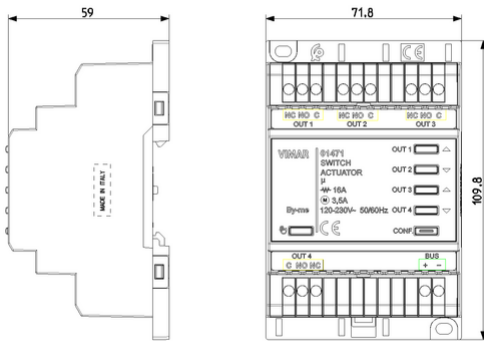 59
71.8
109.8
MADE IN ITALY
NC NO C NC NO C NC NO C
OUT 1 OUT 2 OUT 3
VIMAR
01471
SWITCH
ACTUATOR
µ
16A
M 3,5A
120-230V~ 50/60Hz
By-me
CE
OUT 1
OUT 2
OUT 3
OUT 4
CONF.
OUT 4
C NO NC
BUS
+ -